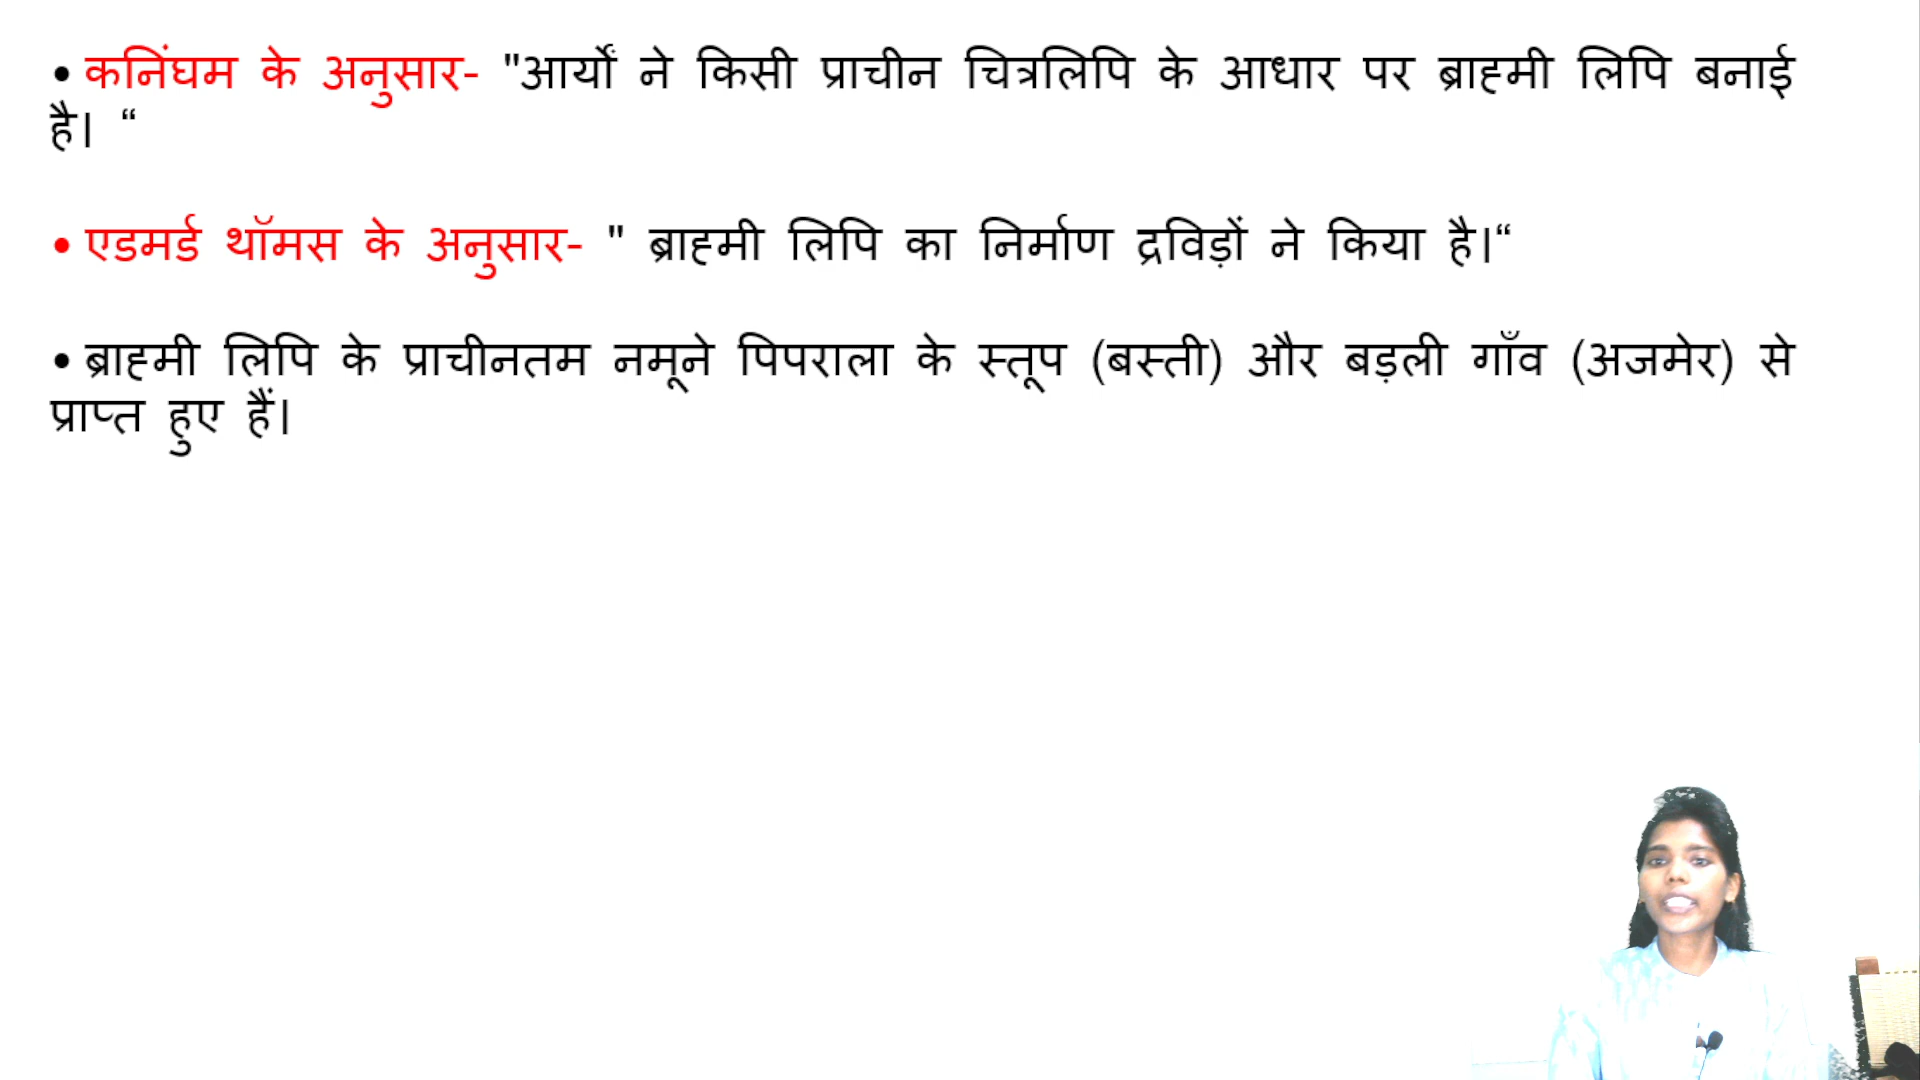 • कनिंघम के अनुसार- "आर्यों ने किसी प्राचीन चित्रलिपि के आधार पर ब्राह्मी लिपि बनाई
है। “
• एडमर्ड थॉमस के अनुसार- " ब्राह्मी लिपि का निर्माण द्रविड़ों ने किया है।“
• ब्राह्मी लिपि के प्राचीनतम नमूने पिपराला के स्तूप (बस्ती) और बड़ली गाँव (अजमेर) से
प्राप्त हुए हैं।